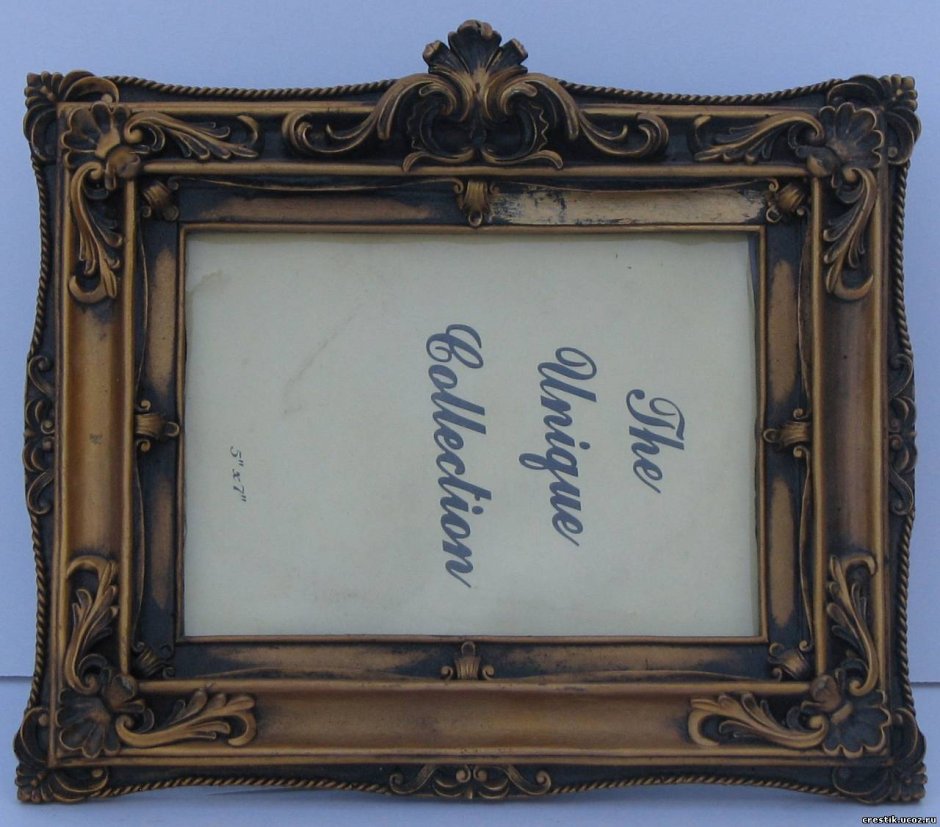 The
Unique
Collection
5" x 7"
crestik.ucoz.ru